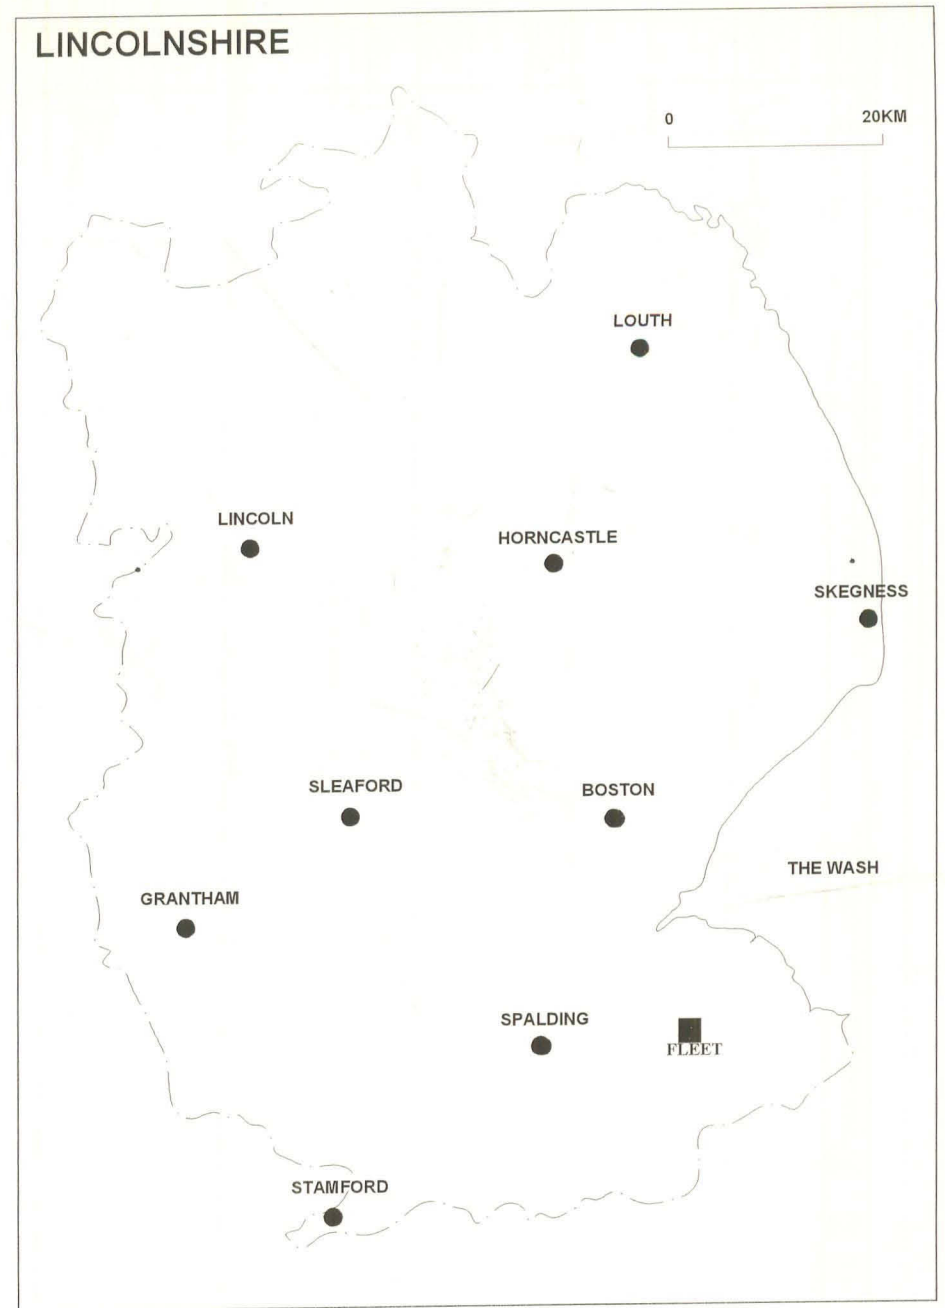 LINCOLNSHIRE
0 20KM
LOUTH
LINCOLN
HORNCASTLE
SKEGNESS
SLEAFORD
BOSTON
THE WASH
GRANTHAM
SPALDING
FLEET
STAMFORD